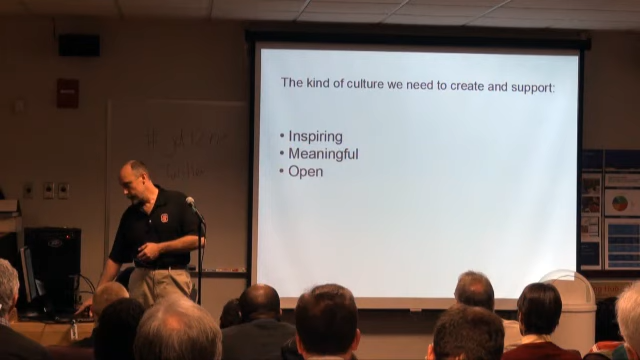 The kind of culture we need to create and support:
• Inspiring
• Meaningful
• Open